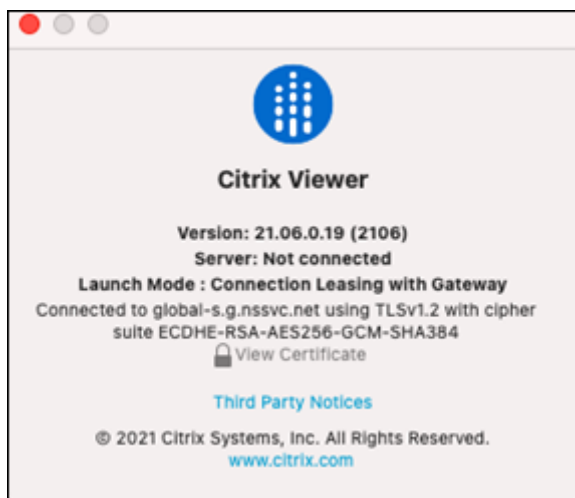 Citrix Viewer
Version: 21.06.0.19 (2106)
Server: Not connected
Launch Mode : Connection Leasing with Gateway
Connected to global-s.g.nssvc.net using TLSv1.2 with cipher
suite ECDHE-RSA-AES256-GCM-SHA384
View Certificate
Third Party Notices
© 2021 Citrix Systems, Inc. All Rights Reserved.
www.citrix.com